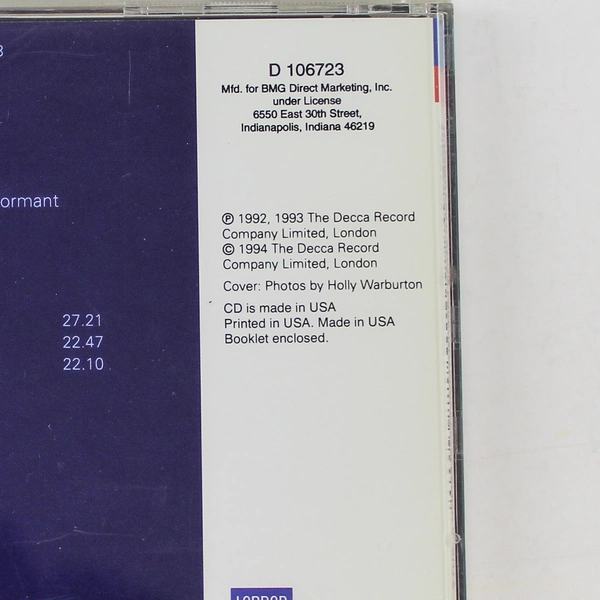 3
D 106723
Mfd. for BMG Direct Marketing, Inc.
under License
6550 East 30th Street,
Indianapolis, Indiana 46219
ormant
℗ 1992, 1993 The Decca Record
Company Limited, London
© 1994 The Decca Record
Company Limited, London
Cover: Photos by Holly Warburton
CD is made in USA
Printed in USA. Made in USA
Booklet enclosed.
27.21
22.47
22.10
LONDON